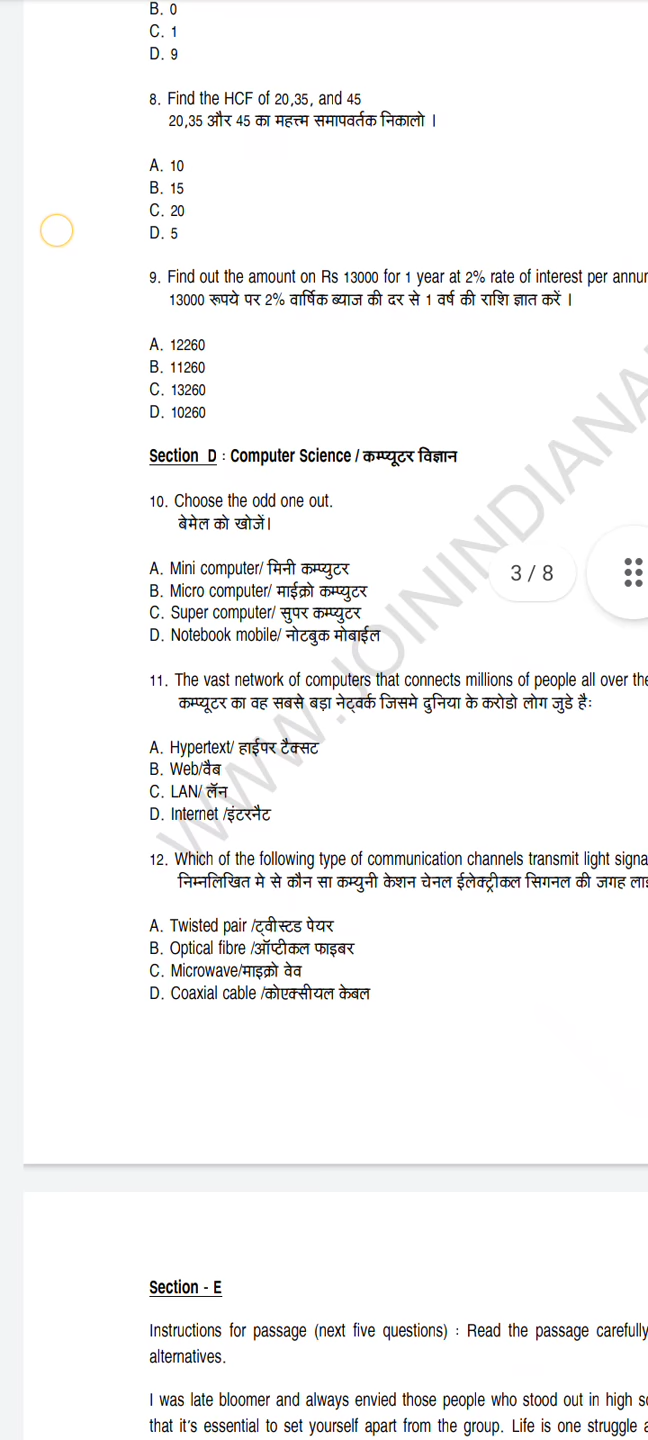 B. 0
C. 1
D. 9
8. Find the HCF of 20,35, and 45
20,35 और 45 का महत्तम समापवर्तक निकालो ।
A. 10
B. 15
C. 20
D. 5
9. Find out the amount on Rs 13000 for 1 year at 2% rate of interest per
13000 रूपये पर 2% वार्षिक ब्याज की दर से 1 वर्ष की राशि ज्ञात करें ।
A. 12260
B. 11260
C. 13260
D. 10260
Section D : Computer Science / कम्प्यूटर विज्ञान
10. Choose the odd one out.
बेमेल को खोजें।
A. Mini computer/ मिनी कम्प्युटर
B. Micro computer/ माईक्रो कम्प्युटर
C. Super computer/ सुपर कम्प्युटर
D. Notebook mobile/ नोटबुक मोबाईल
3 / 8
11. The vast network of computers that connects millions of people all over
कम्प्यूटर का वह सबसे बड़ा नेट्वर्क जिसमे दुनिया के करोडो लोग जुडे है:
A. Hypertext/ हाईपर टैक्सट
B. Web/वैब
C. LAN/ लॅन
D. Internet /इंटरनैट
12. Which of the following type of communication channels transmit light
निम्नलिखित मे से कौन सा कम्युनी केशन चेनल ईलेक्ट्रीकल सिगनल की जगह
A. Twisted pair /ट्वीस्टड पेयर
B. Optical fibre /ऑप्टीकल फाइबर
C. Microwave/माइक्रो वेव
D. Coaxial cable /कोएक्सीयल केबल
WWW.JOININDIANA
Section - E
Instructions for passage (next five questions) : Read the passage carefully
alternatives.
I was late bloomer and always envied those people who stood out in high
that it's essential to set yourself apart from the group. Life is one struggle